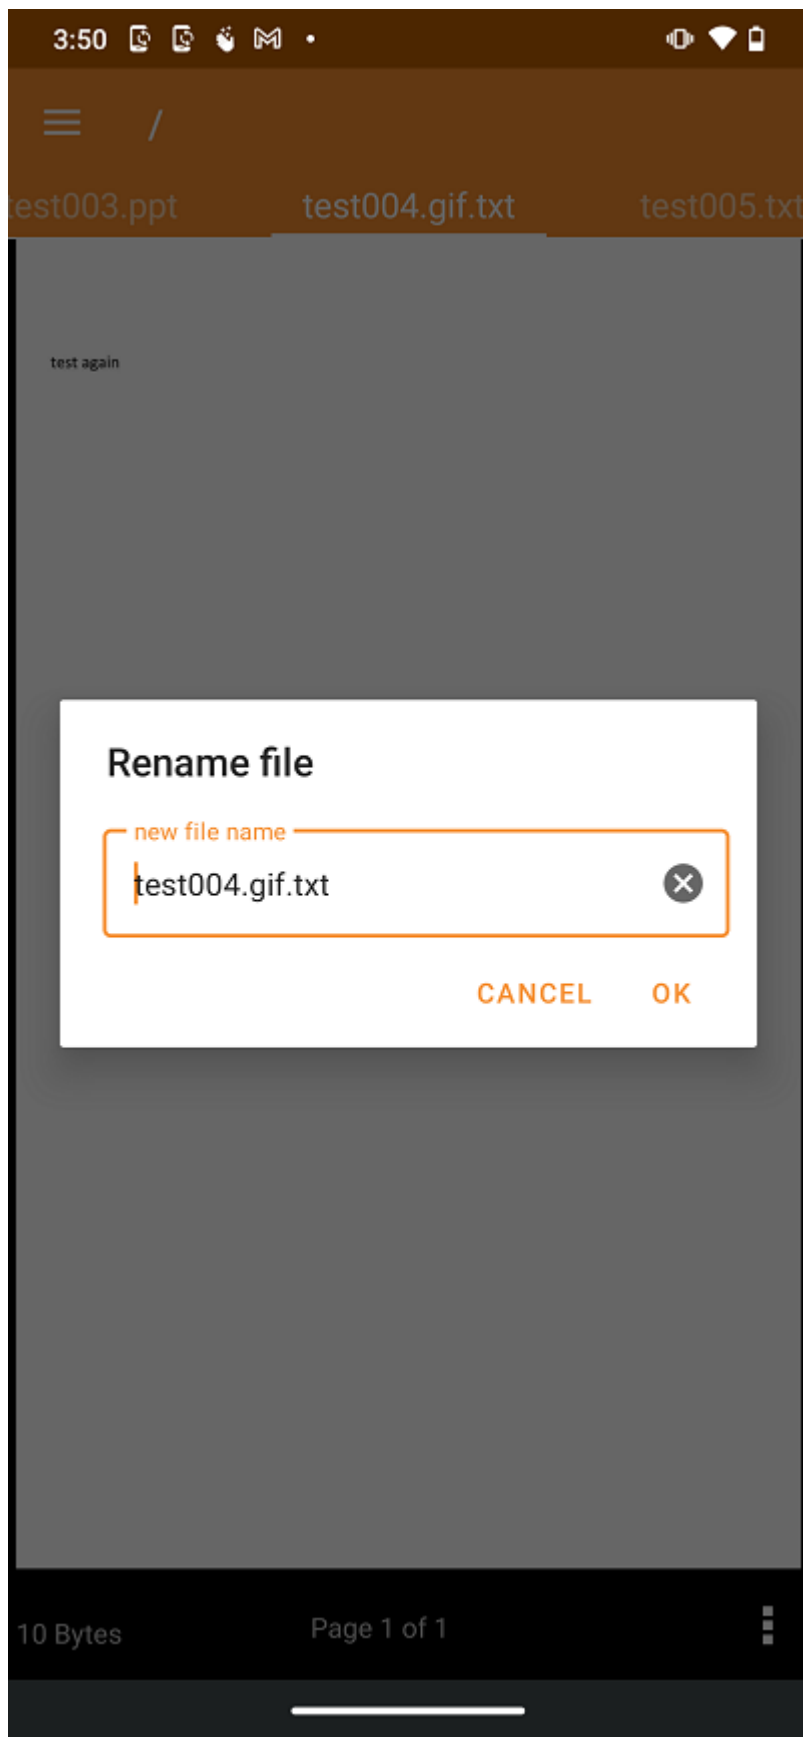 3:50
/
test003.ppt test004.gif.txt test005.txt
test again
Rename file
new file name
test004.gif.txt
CANCEL OK
10 Bytes Page 1 of 1